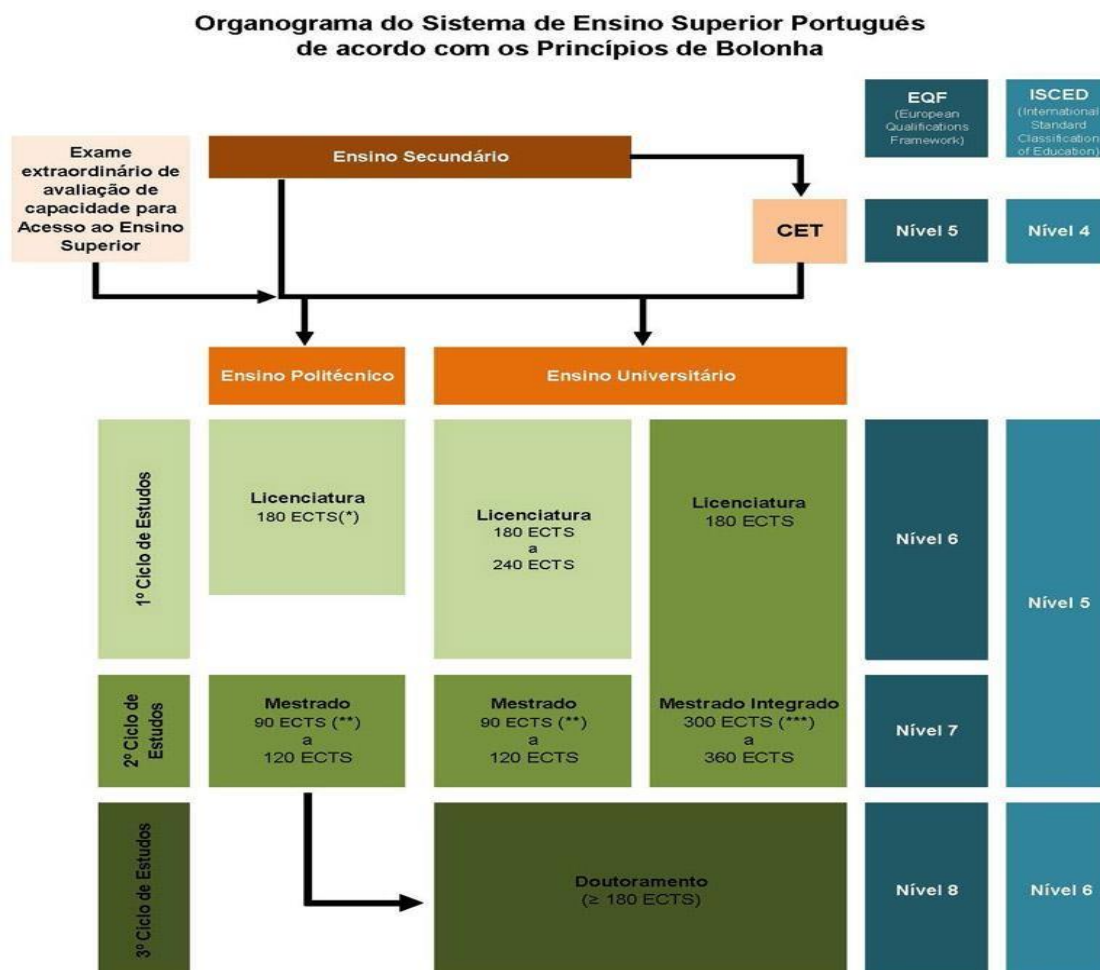 Organograma do Sistema de Ensino Superior Português
de acordo com os Princípios de Bolonha
EQF
(European
Qualifications
Framework)
ISCED
(International
Standard
Classification
of Education)
Exame
extraordinário de
avaliação de
capacidade para
Acesso ao Ensino
Superior
Ensino Secundário
CET
Nível 5
Nível 4
Ensino Politécnico
Ensino Universitário
1º Ciclo de Estudos
Licenciatura
180 ECTS(*)
Licenciatura
180 ECTS
a
240 ECTS
Licenciatura
180 ECTS
Nível 6
Nível 5
2º Ciclo de
Estudos
Mestrado
90 ECTS (**)
a
120 ECTS
Mestrado
90 ECTS (**)
a
120 ECTS
Mestrado Integrado
300 ECTS (***)
a
360 ECTS
Nível 7
3º Ciclo de Estudos
Doutoramento
(≥ 180 ECTS)
Nível 8
Nível 6